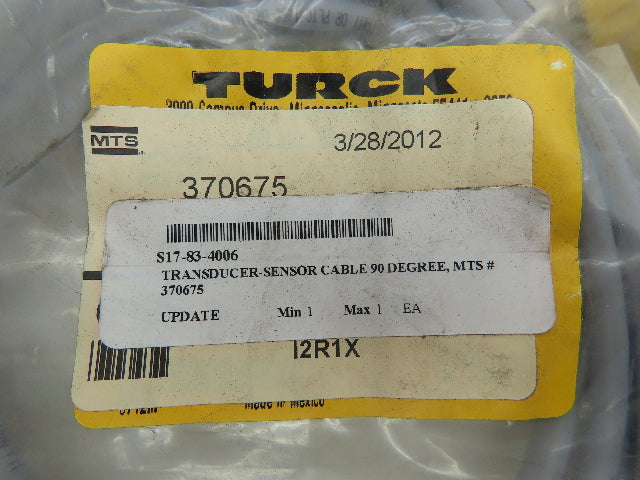 TURCK
MTS
3/28/2012
370675
S17-83-4006
TRANSDUCER-SENSOR CABLE 90 DEGREE, MTS #
370675
UPDATE Min 1 Max 1 EA
I2R1X
Made in Mexico